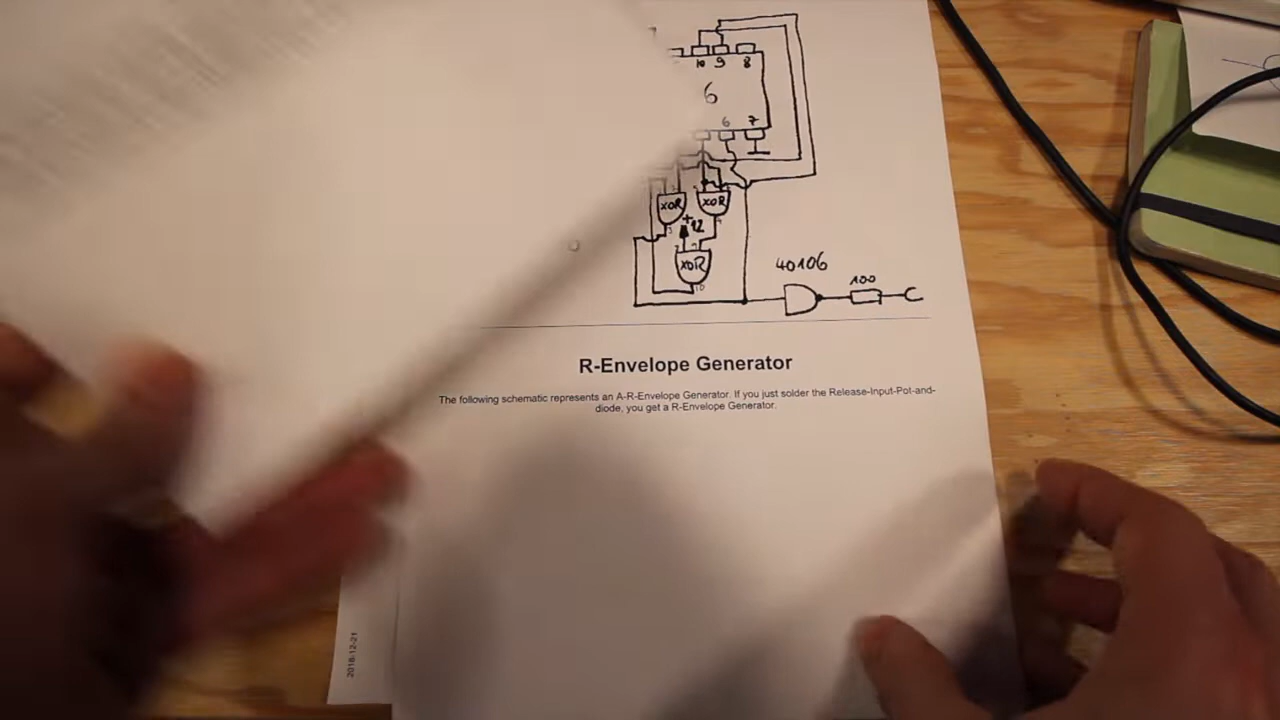 10 9 8
6
6 7
XOR XOR
+12
XOR
40106
100
R-Envelope Generator
The following schematic represents an A-R-Envelope Generator. If you just solder the Release-Input-Pot-and-
diode, you get a R-Envelope Generator.
2018-12-21